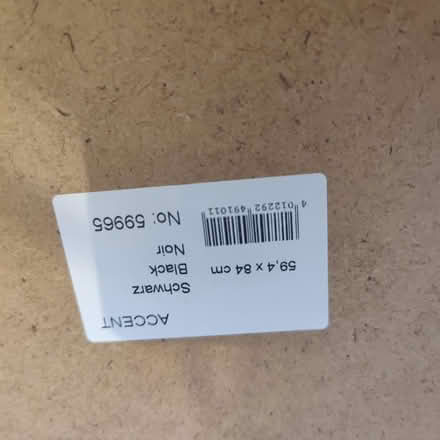 ACCENT
Schwarz
Black
Noir
59,4 x 84 cm
No: 59965
4 012292 491011